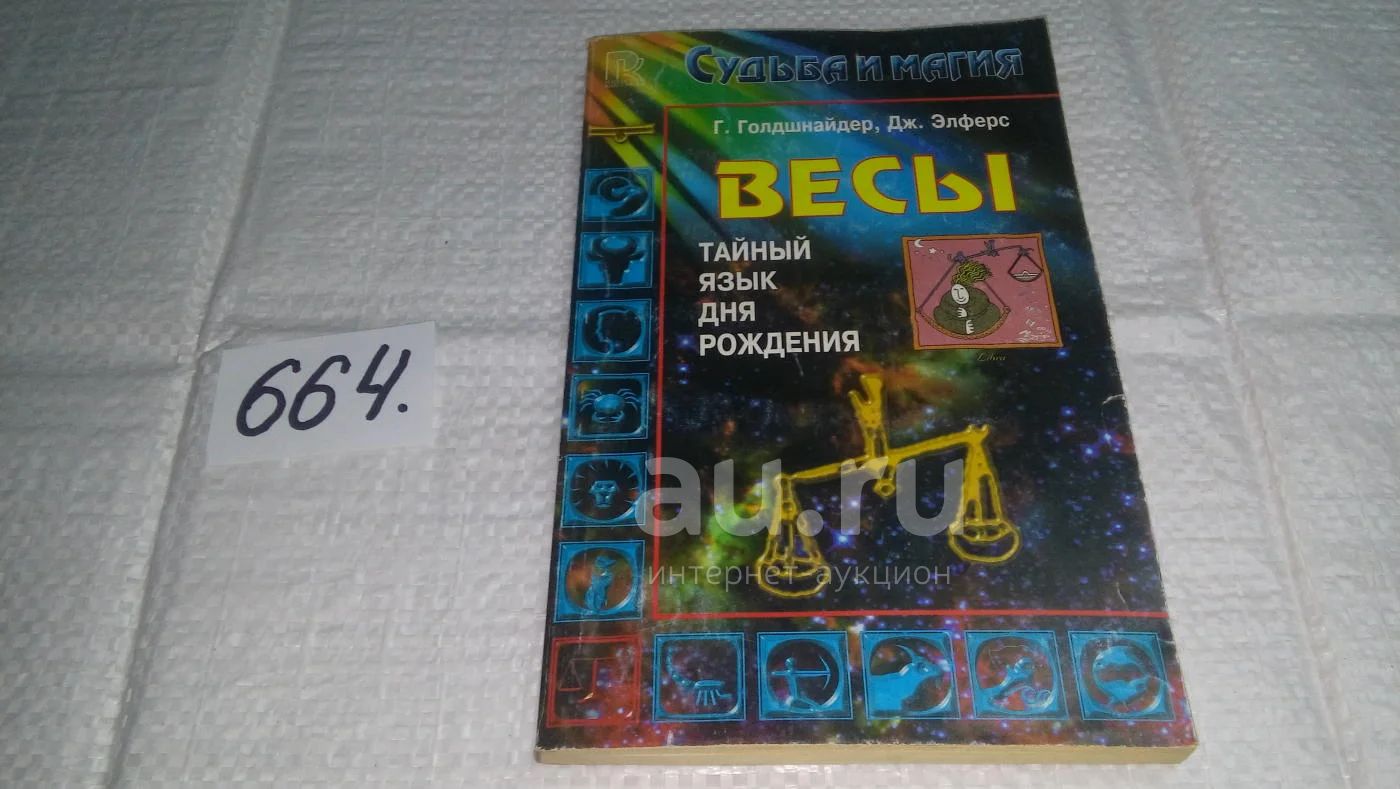 Судьба и магия
Г. Голдшнайдер, Дж. Элферс
ВЕСЫ
ТАЙНЫЙ
ЯЗЫК
ДНЯ
РОЖДЕНИЯ
Libra
664.
au.ru
интернет аукцион